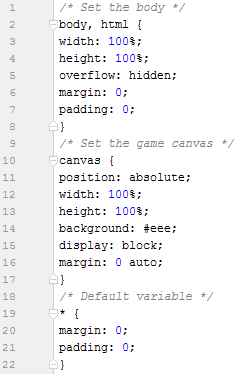 1 /* Set the body */
2 body, html {
3 width: 100%;
4 height: 100%;
5 overflow: hidden;
6 margin: 0;
7 padding: 0;
8 }
9 /* Set the game canvas */
10 canvas {
11 position: absolute;
12 width: 100%;
13 height: 100%;
14 background: #eee;
15 display: block;
16 margin: 0 auto;
17 }
18 /* Default variable */
19 * {
20 margin: 0;
21 padding: 0;
22 }